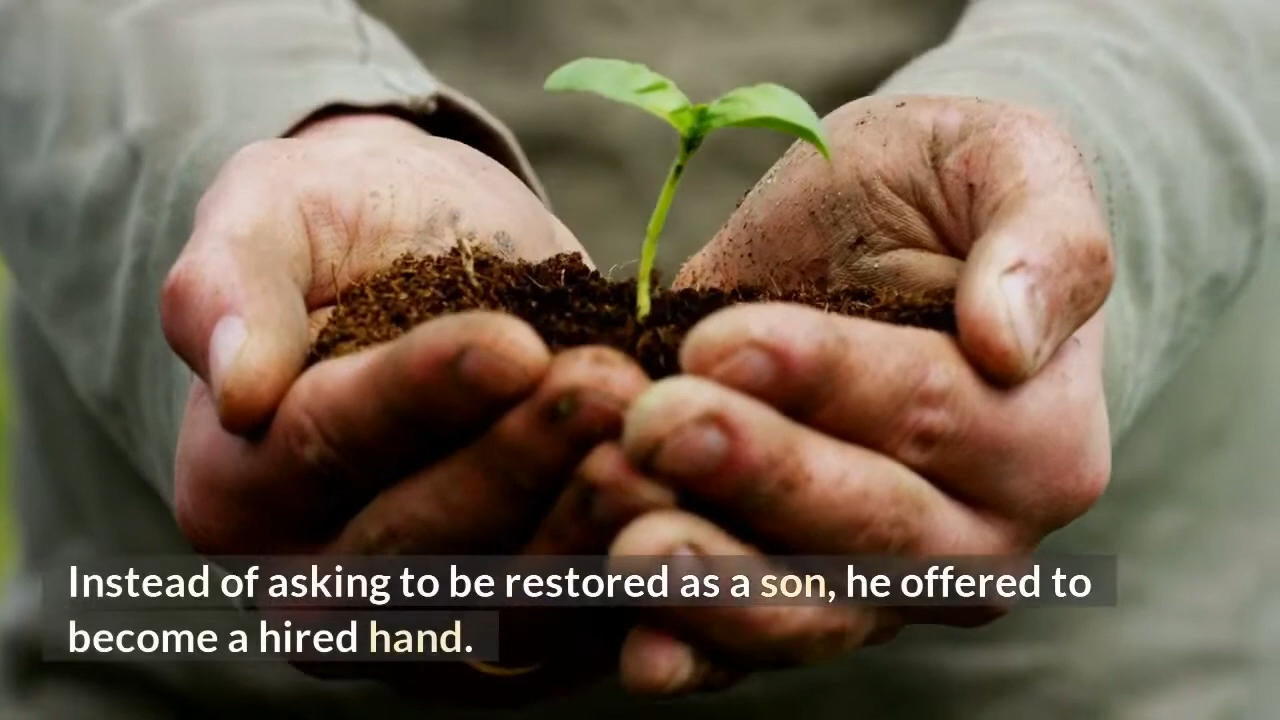 Instead of asking to be restored as a son, he offered to
become a hired hand.